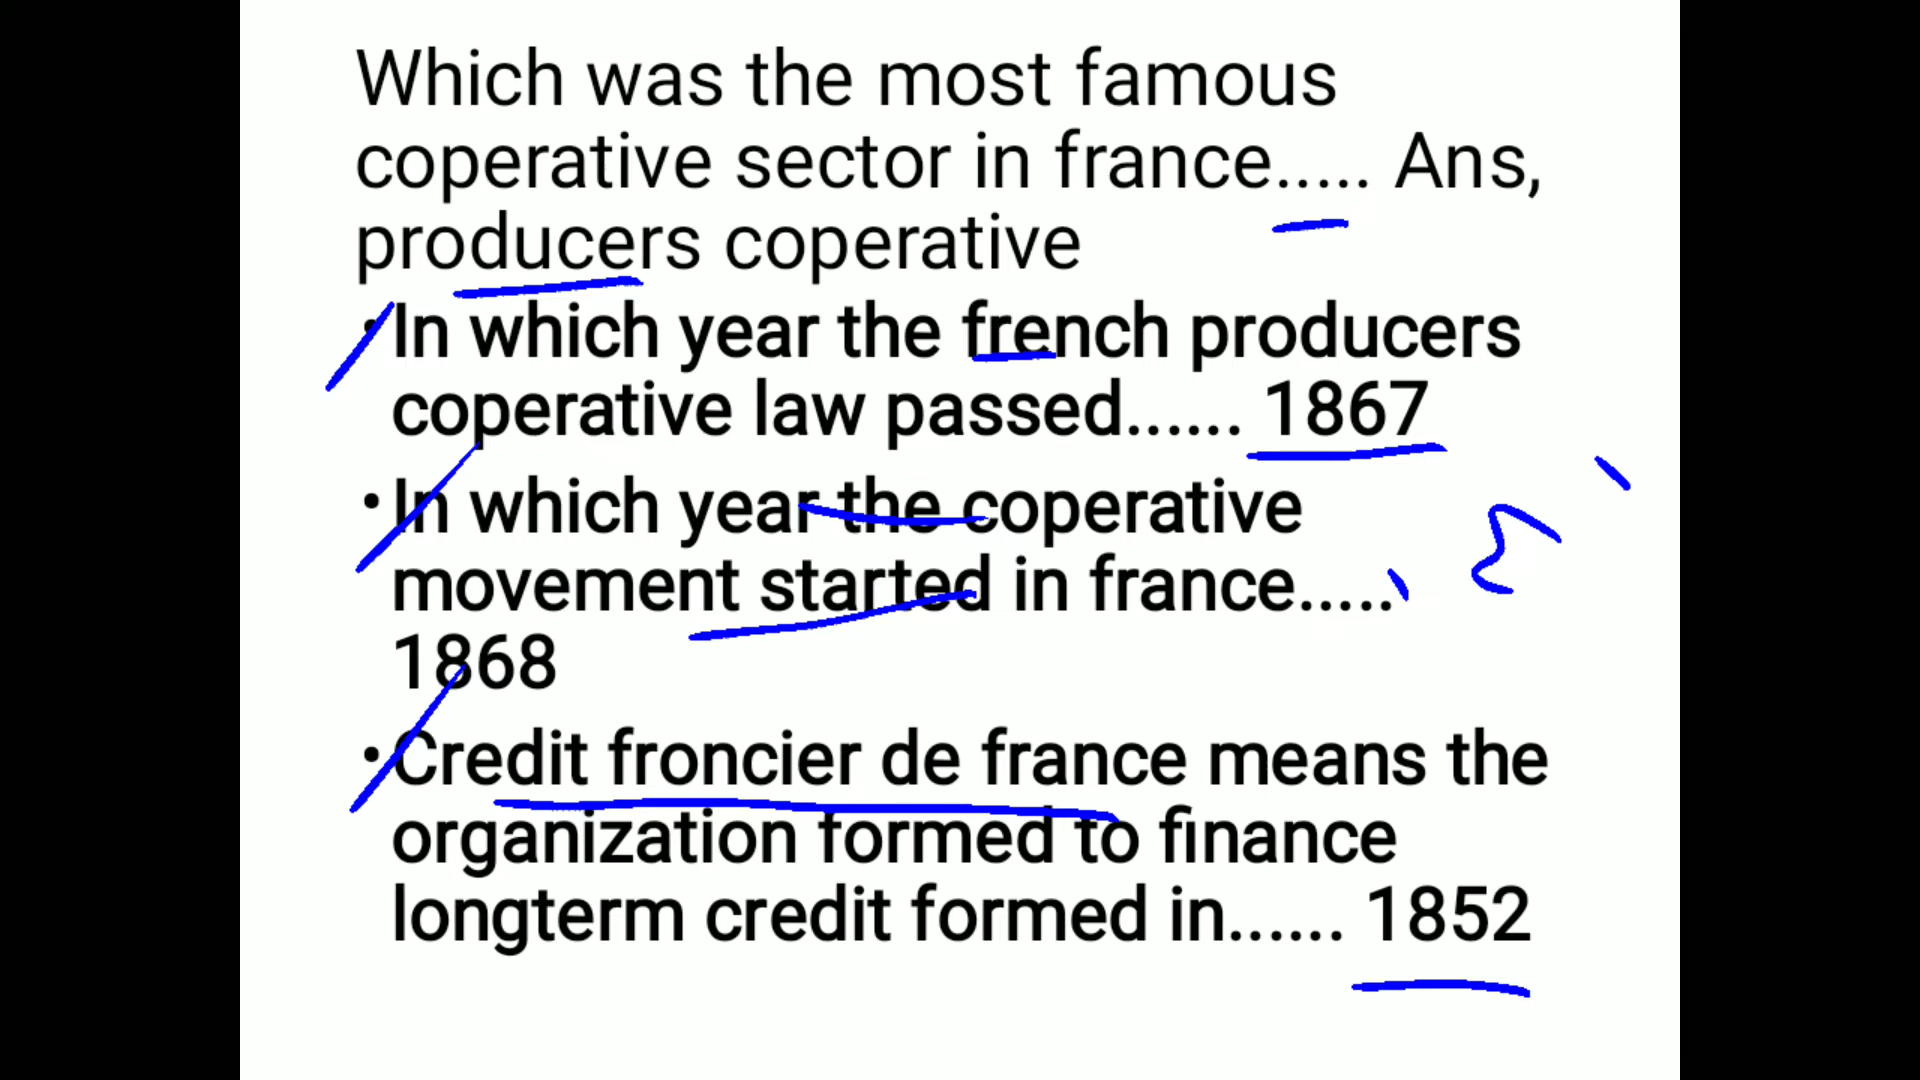 Which was the most famous
coperative sector in france..... Ans,
producers coperative
•In which year the french producers
coperative law passed...... 1867
•In which year the coperative
movement started in france.....
1868
•Credit froncier de france means the
organization formed to finance
longterm credit formed in...... 1852